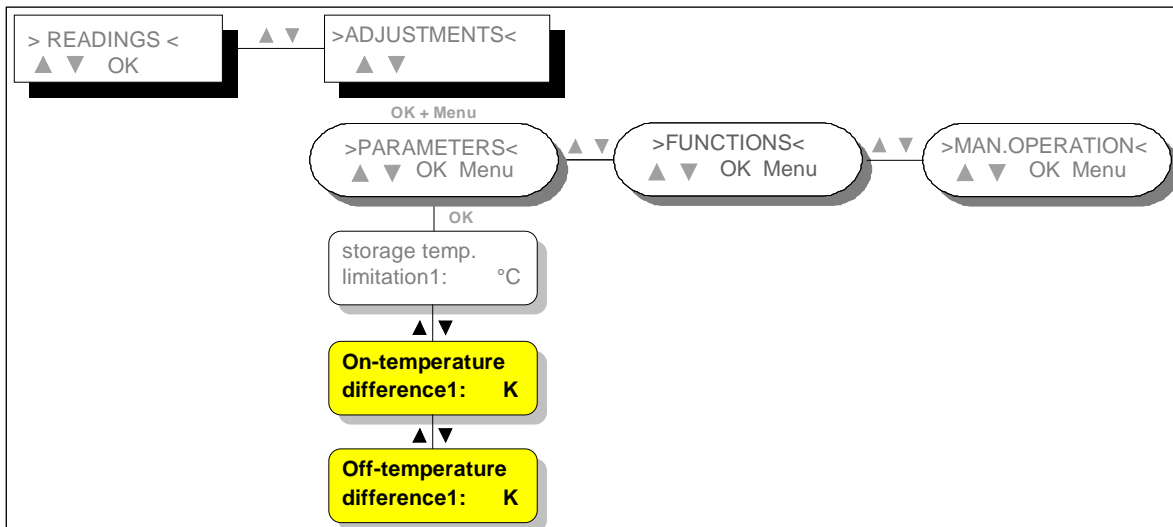 > READINGS <
▲ ▼ OK
▲ ▼
>ADJUSTMENTS<
▲ ▼
OK + Menu
>PARAMETERS<
▲ ▼ OK Menu
▲ ▼
>FUNCTIONS<
▲ ▼ OK Menu
▲ ▼
>MAN.OPERATION<
▲ ▼ OK Menu
OK
storage temp.
limitation1: °C
▲ ▼
On-temperature
difference1: K
▲ ▼
Off-temperature
difference1: K